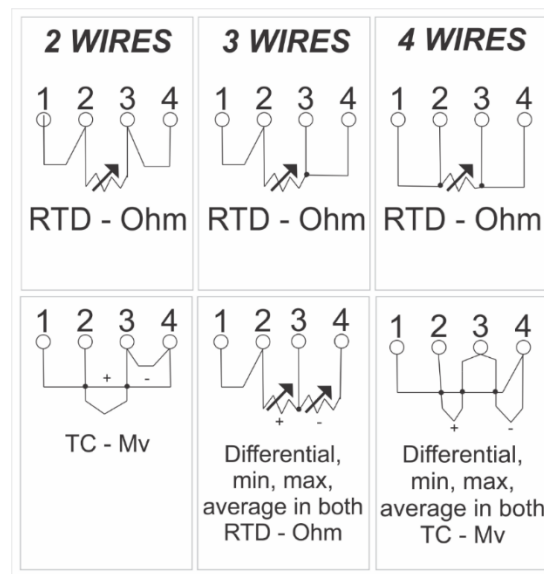 2 WIRES
1 2 3 4
RTD - Ohm
3 WIRES
1 2 3 4
RTD - Ohm
4 WIRES
1 2 3 4
RTD - Ohm
1 2 3 4
+ -
TC - Mv
1 2 3 4
+ -
Differential,
min, max,
average in both
RTD - Ohm
1 2 3 4
+ -
Differential,
min, max,
average in both
TC - Mv